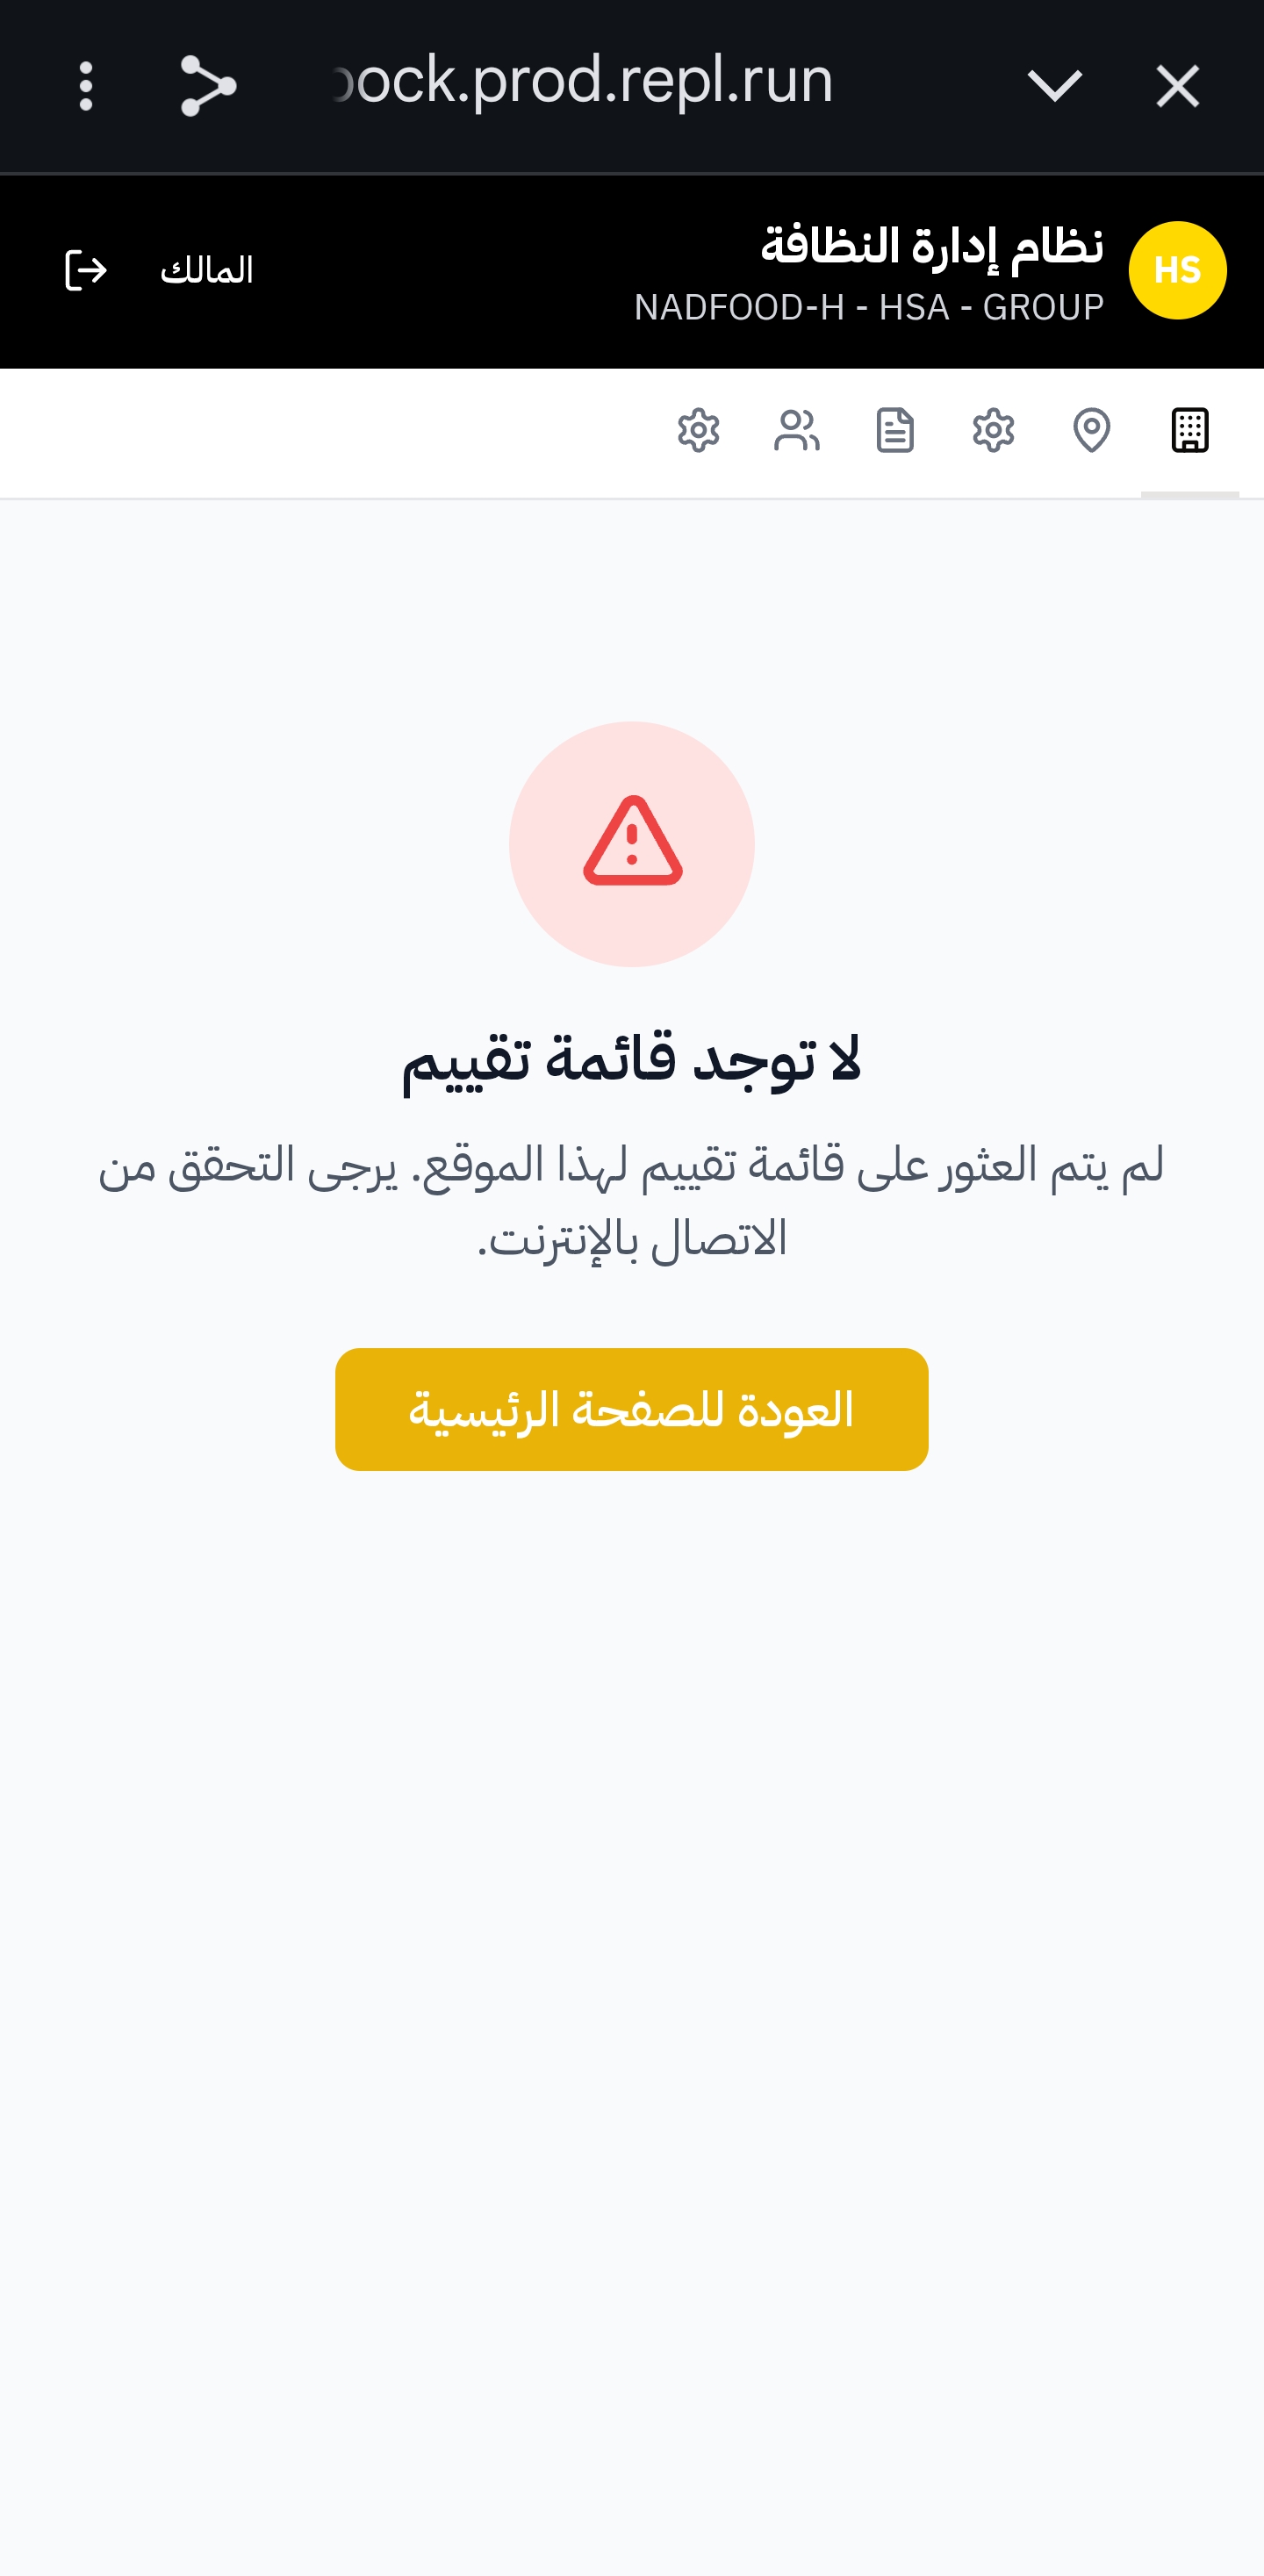 ock.prod.repl.run
HS
نظام إدارة النظافة
NADFOOD-H - HSA - GROUP
المالك
لا توجد قائمة تقييم
لم يتم العثور على قائمة تقييم لهذا الموقع. يرجى التحقق من
الاتصال بالإنترنت.
العودة للصفحة الرئيسية